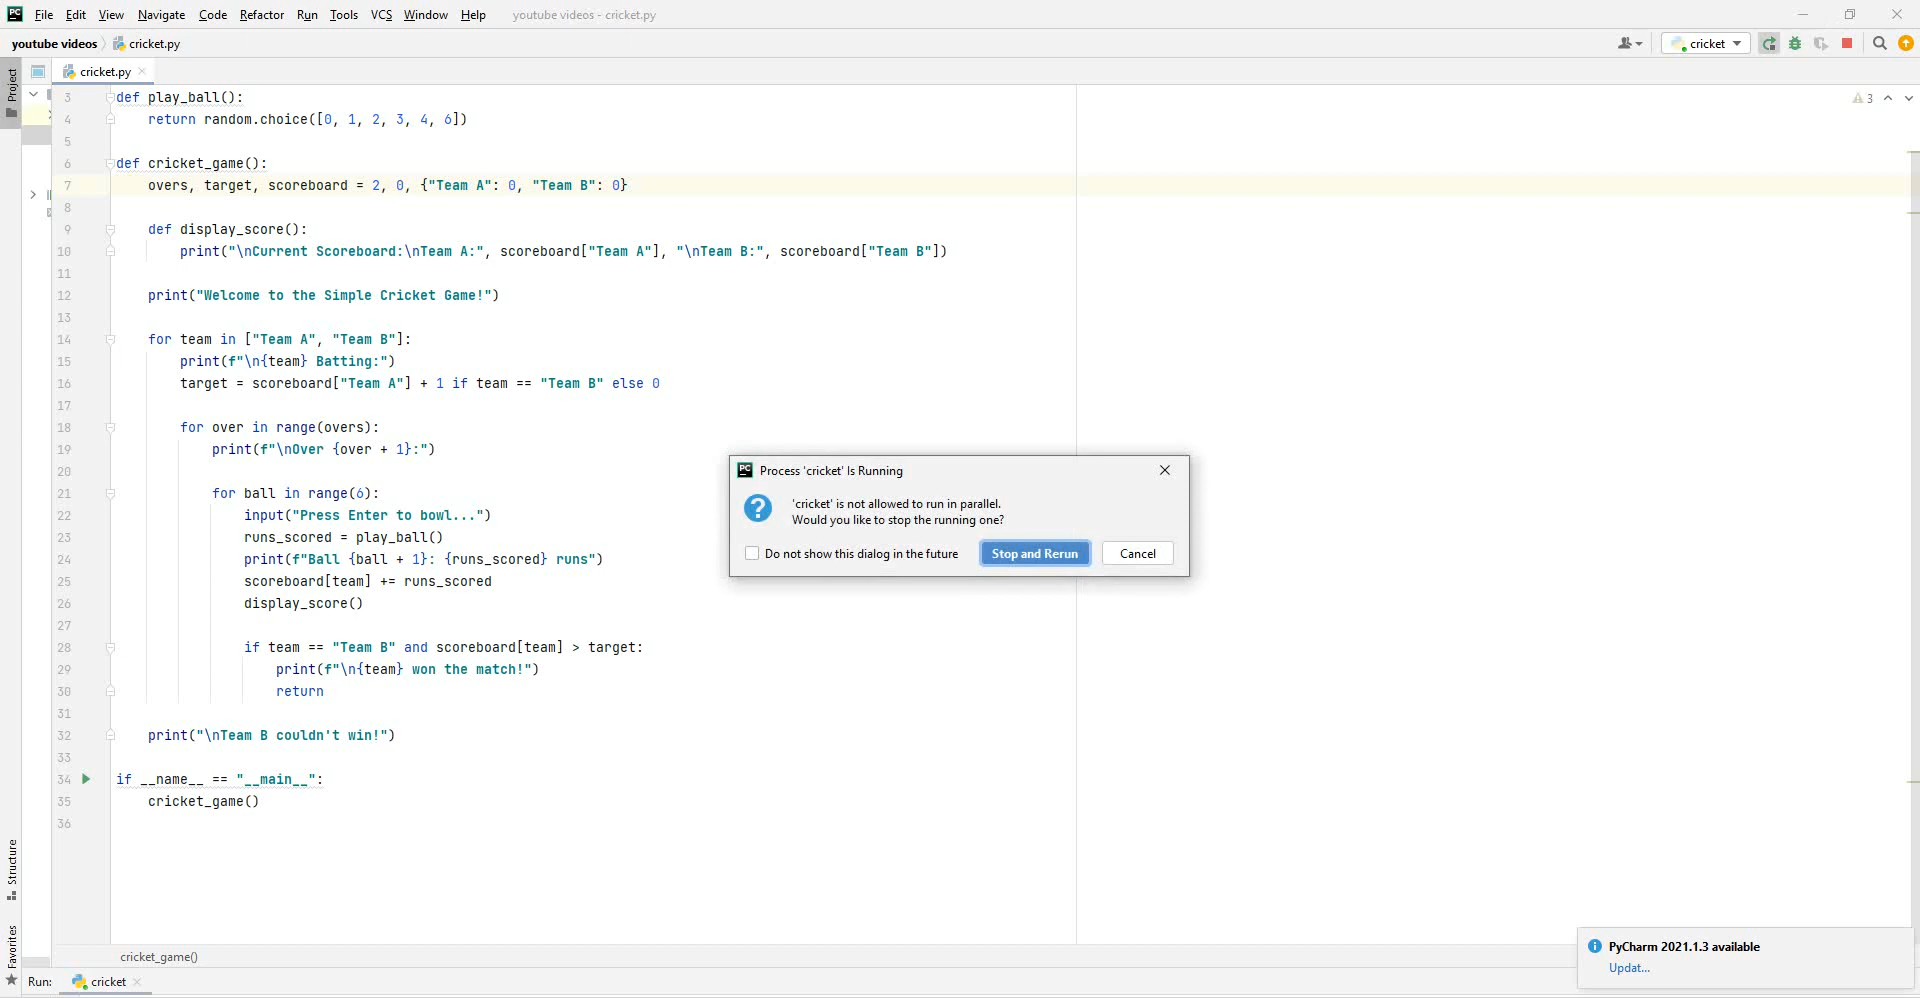 File Edit View Navigate Code Refactor Run Tools VCS Window Help youtube videos - cricket.py
youtube videos cricket.py cricket
Project
cricket.py
3 def play_ball():
4 return random.choice([0, 1, 2, 3, 4, 6])
5
6 def cricket_game():
7 overs, target, scoreboard = 2, 0, {"Team A": 0, "Team B": 0}
8
9 def display_score():
10 print("\nCurrent Scoreboard:\nTeam A:", scoreboard["Team A"], "\nTeam B:", scoreboard["Team B"])
11
12 print("Welcome to the Simple Cricket Game!")
13
14 for team in ["Team A", "Team B"]:
15 print(f"\n{team} Batting:")
16 target = scoreboard["Team A"] + 1 if team == "Team B" else 0
17
18 for over in range(overs):
19 print(f"\nOver {over + 1}:")
20
21 for ball in range(6):
22 input("Press Enter to bowl...")
23 runs_scored = play_ball()
24 print(f"Ball {ball + 1}: {runs_scored} runs")
25 scoreboard[team] += runs_scored
26 display_score()
27
28 if team == "Team B" and scoreboard[team] > target:
29 print(f"\n{team} won the match!")
30 return
31
32 print("\nTeam B couldn't win!")
33
34 if __name__ == "__main__":
35 cricket_game()
36
3
PC Process 'cricket' Is Running
'cricket' is not allowed to run in parallel.
Would you like to stop the running one?
Do not show this dialog in the future Stop and Rerun Cancel
Structure
Favorites
cricket_game()
PyCharm 2021.1.3 available
Updat...
Run: cricket